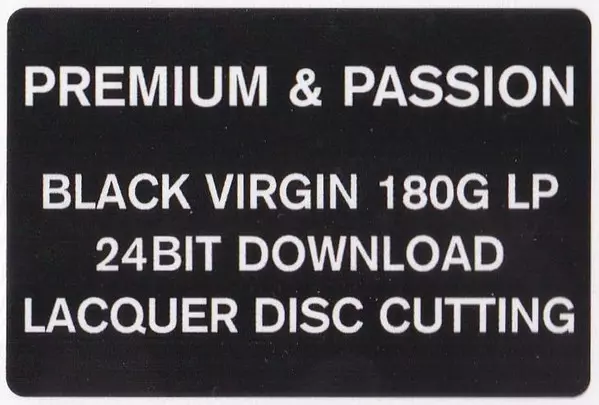 PREMIUM & PASSION
BLACK VIRGIN 180G LP
24BIT DOWNLOAD
LACQUER DISC CUTTING